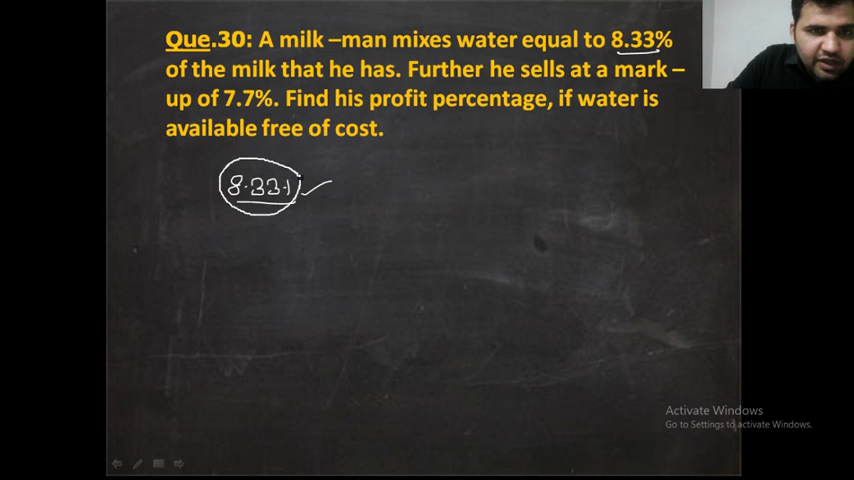 Que.30: A milk –man mixes water equal to 8.33%
of the milk that he has. Further he sells at a mark –
up of 7.7%. Find his profit percentage, if water is
available free of cost.
8.33%
Activate Windows
Go to Settings to activate Windows.